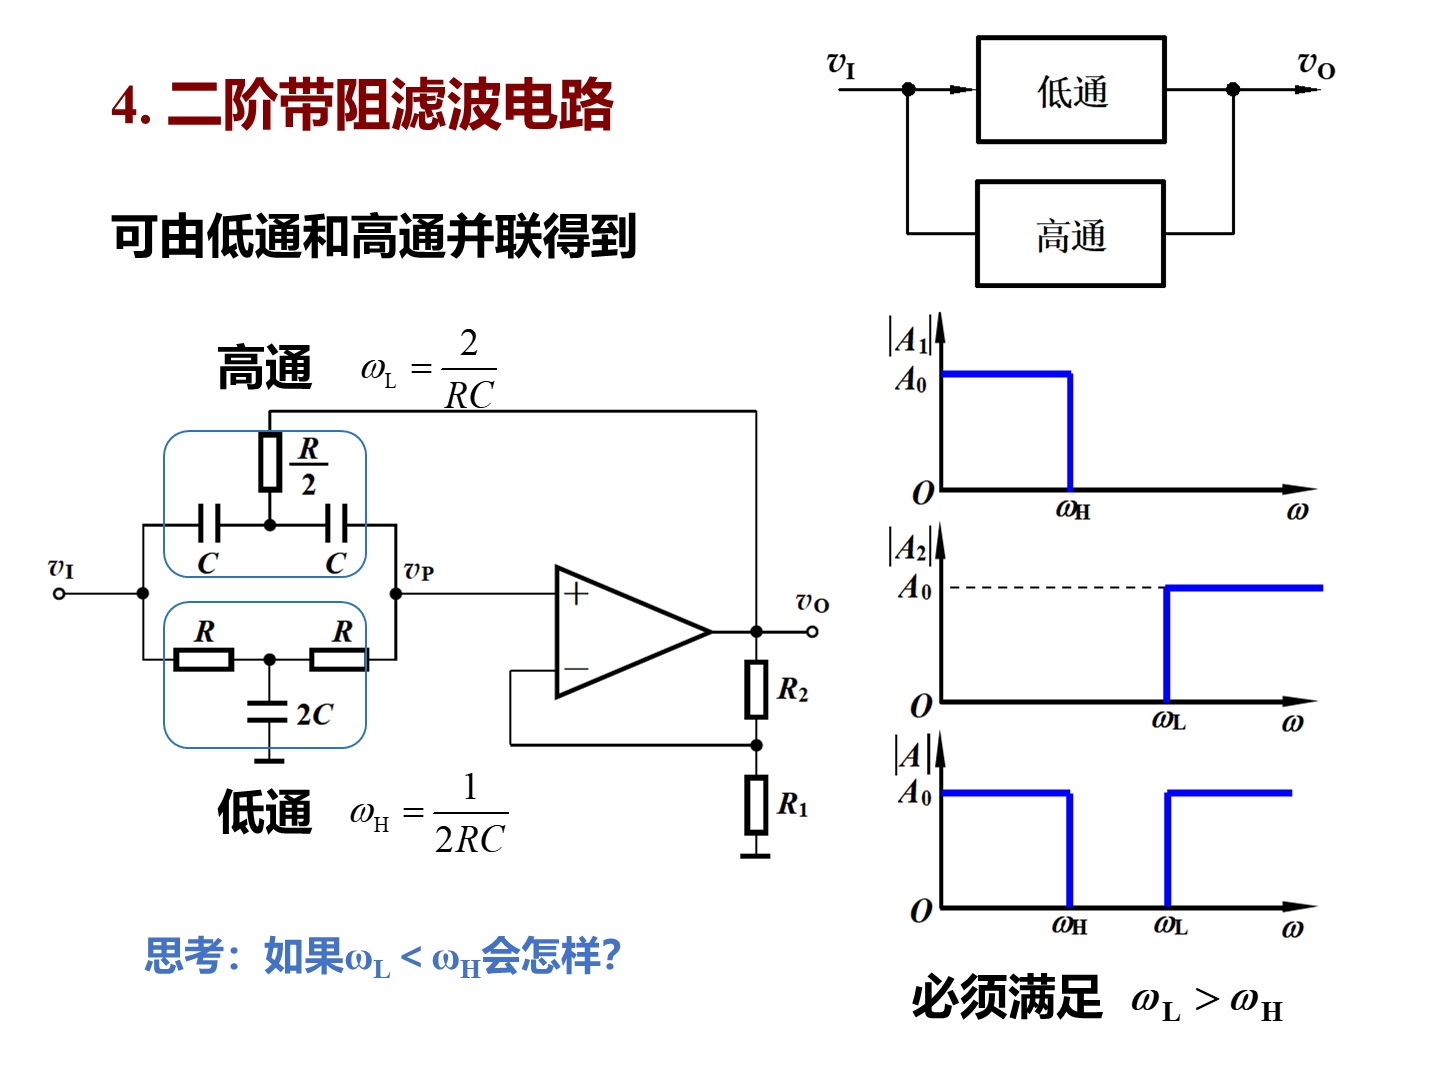 4. 二阶带阻滤波电路
可由低通和高通并联得到
vI
低通
vO
高通
高通 ωL = 2/RC
R/2
C
C
vI
vP
R
R
2C
+
−
vO
R2
R1
低通 ωH = 1/2RC
思考：如果ωL < ωH会怎样？
|A1|
A0
O
ωH
ω
|A2|
A0
O
ωL
ω
|A|
A0
O
ωH
ωL
ω
必须满足 ωL > ωH